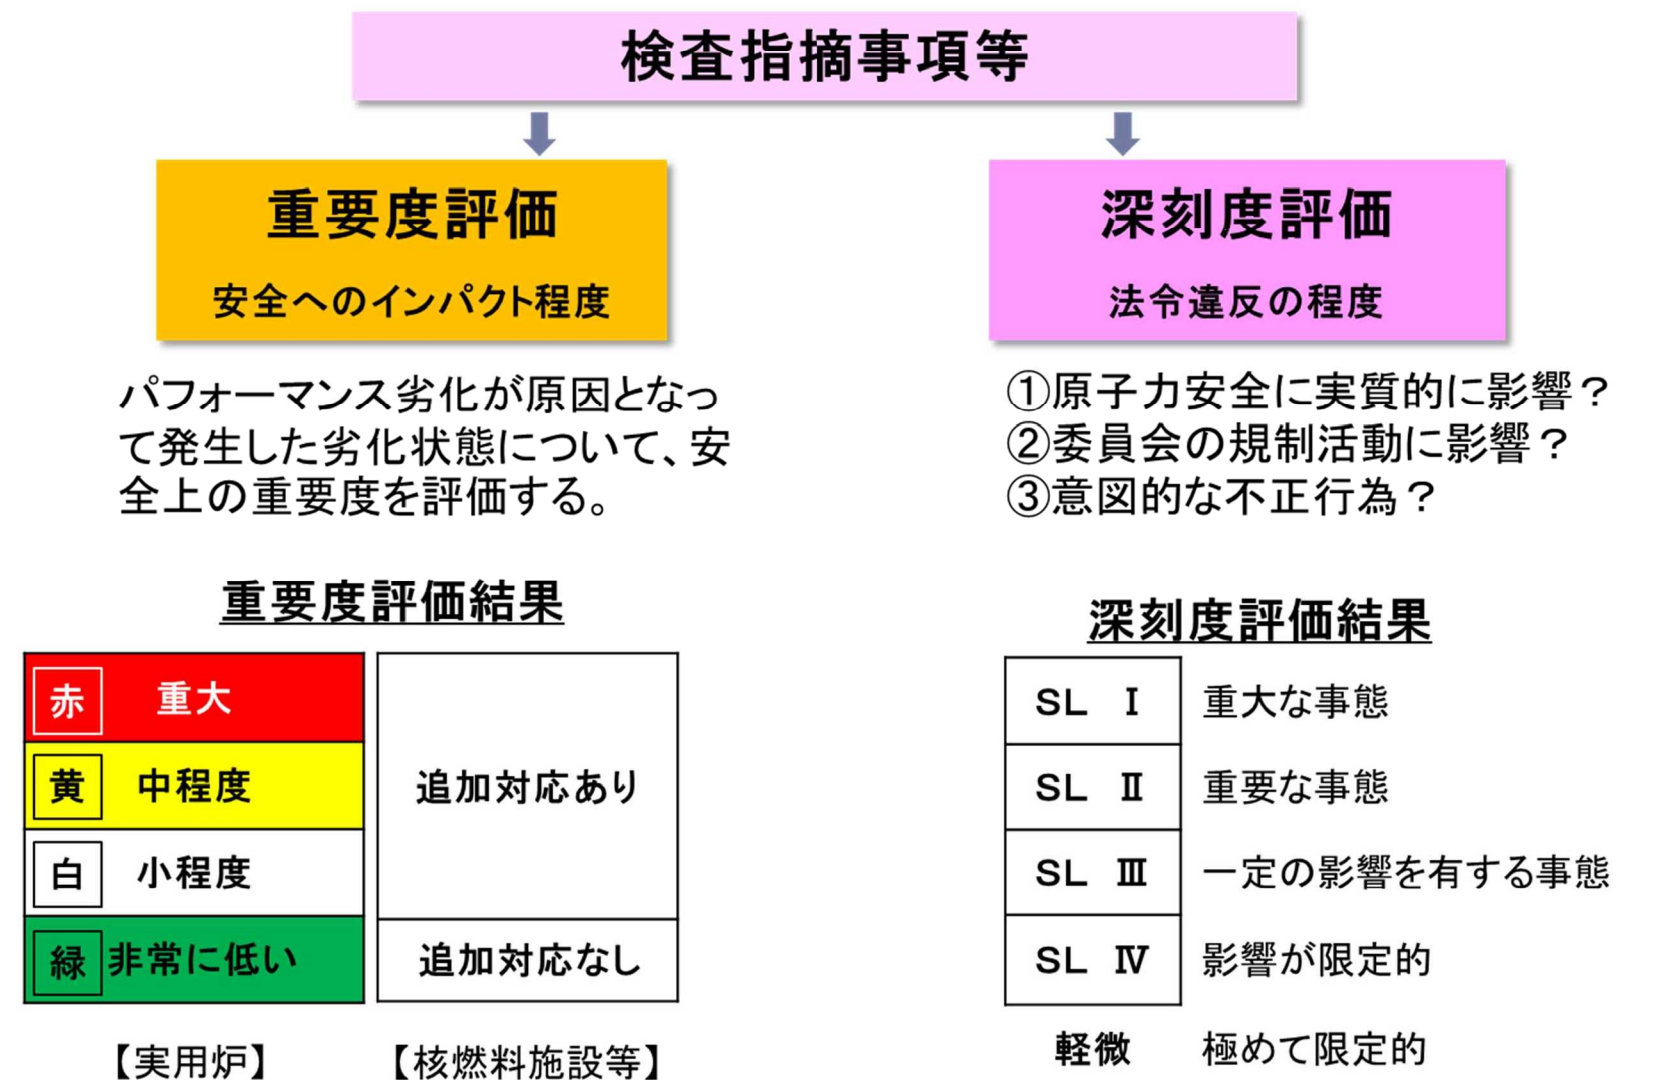 検査指摘事項等
重要度評価
安全へのインパクト程度
パフォーマンス劣化が原因となっ
て発生した劣化状態について、安
全上の重要度を評価する。
重要度評価結果
赤 重大
黄 中程度
白 小程度
緑 非常に低い
【実用炉】
追加対応あり
追加対応なし
【核燃料施設等】
深刻度評価
法令違反の程度
①原子力安全に実質的に影響？
②委員会の規制活動に影響？
③意図的な不正行為？
深刻度評価結果
SL Ⅰ 重大な事態
SL Ⅱ 重要な事態
SL Ⅲ 一定の影響を有する事態
SL Ⅳ 影響が限定的
軽微 極めて限定的